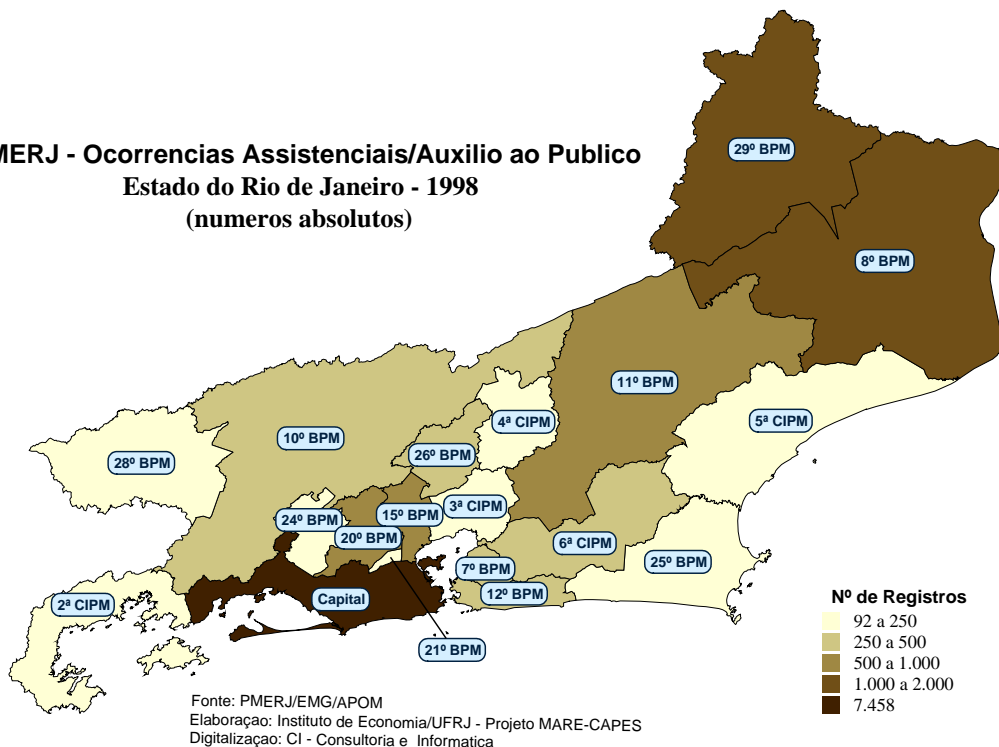 MERJ - Ocorrencias Assistenciais/Auxilio ao Publico
Estado do Rio de Janeiro - 1998
(numeros absolutos)
29º BPM
8º BPM
11º BPM
4ª CIPM
5ª CIPM
10º BPM
26º BPM
28º BPM
3ª CIPM
15º BPM
24º BPM
20º BPM
6ª CIPM
25º BPM
7º BPM
12º BPM
Capital
2ª CIPM
21º BPM
Nº de Registros
92 a 250
250 a 500
500 a 1.000
1.000 a 2.000
7.458
Fonte: PMERJ/EMG/APOM
Elaboraçao: Instituto de Economia/UFRJ - Projeto MARE-CAPES
Digitalizaçao: CI - Consultoria e Informatica